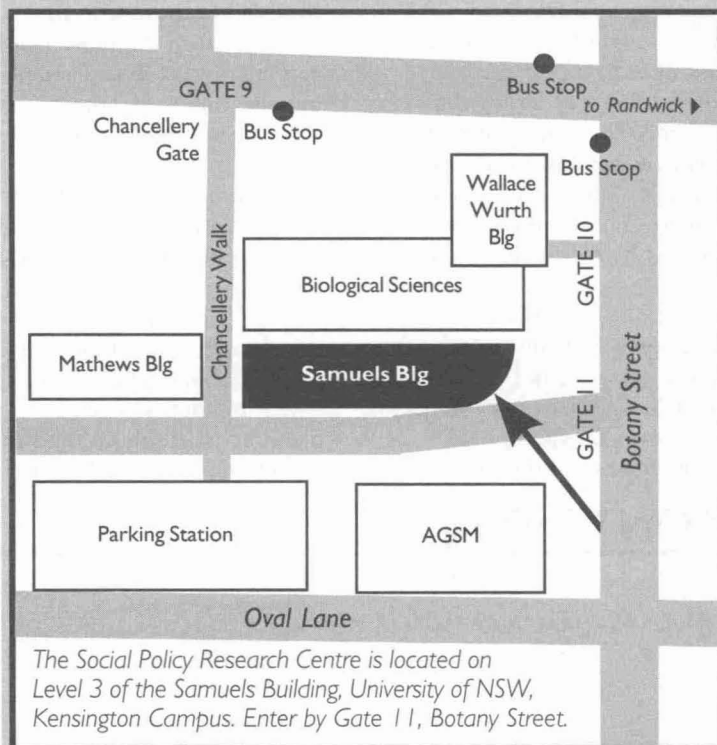 GATE 9
Bus Stop
to Randwick
Chancellery
Gate
Bus Stop
Bus Stop
Wallace
Wurth
Blg
GATE 10
Biological Sciences
Chancellery Walk
Mathews Blg
Samuels Blg
GATE 11
Botany Street
Parking Station
AGSM
Oval Lane
The Social Policy Research Centre is located on
Level 3 of the Samuels Building, University of NSW,
Kensington Campus. Enter by Gate 11, Botany Street.